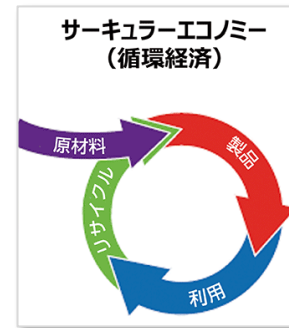 サーキュラーエコノミー
（循環経済）
原材料
製品
利用
リサイクル